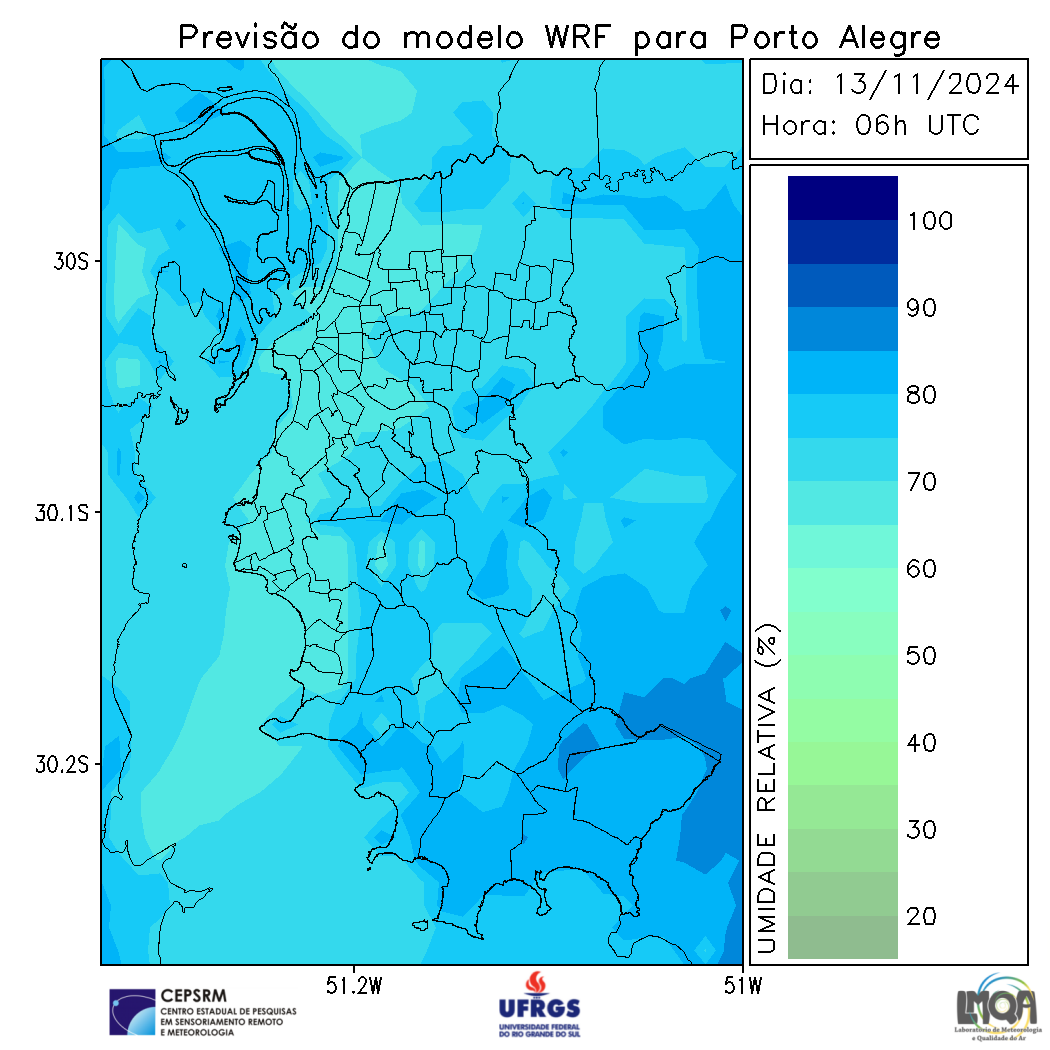 Previsão do modelo WRF para Porto Alegre
Dia: 13/11/2024
Hora: 06h UTC
30S
30.1S
30.2S
51.2W
51W
UMIDADE RELATIVA (%)
100
90
80
70
60
50
40
30
20
CEPSRM
CENTRO ESTADUAL DE PESQUISAS
EM SENSORIAMENTO REMOTO
E METEOROLOGIA
UFRGS
UNIVERSIDADE FEDERAL
DO RIO GRANDE DO SUL
LMQA
Laboratório de Meteorologia
e Qualidade do Ar